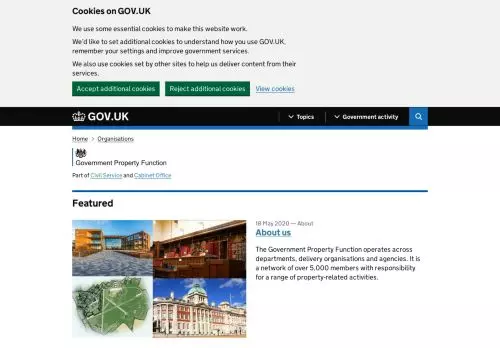 Cookies on GOV.UK
We use some essential cookies to make this website work.
We'd like to set additional cookies to understand how you use GOV.UK,
remember your settings and improve government services.
We also use cookies set by other sites to help us deliver content from their
services.
Accept additional cookies
Reject additional cookies
View cookies
GOV.UK
Topics
Government activity
Home
Organisations
Government Property Function
Part of Civil Service and Cabinet Office
Featured
18 May 2020 — About
About us
The Government Property Function operates across
departments, delivery organisations and agencies. It is
a network of over 5,000 members with responsibility
for a range of property-related activities.